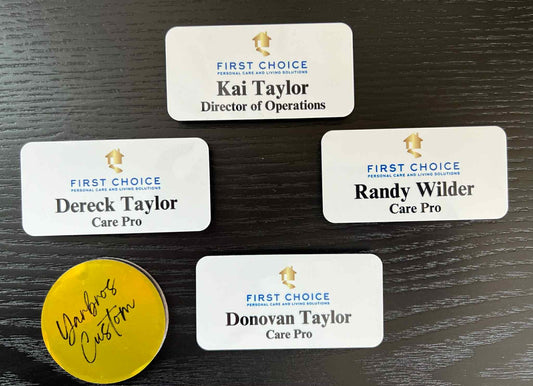 FIRST CHOICE
PERSONAL CARE AND LIVING SOLUTIONS
Kai Taylor
Director of Operations
FIRST CHOICE
PERSONAL CARE AND LIVING SOLUTIONS
Dereck Taylor
Care Pro
FIRST CHOICE
PERSONAL CARE AND LIVING SOLUTIONS
Randy Wilder
Care Pro
Yarbros
Custom
FIRST CHOICE
PERSONAL CARE AND LIVING SOLUTIONS
Donovan Taylor
Care Pro